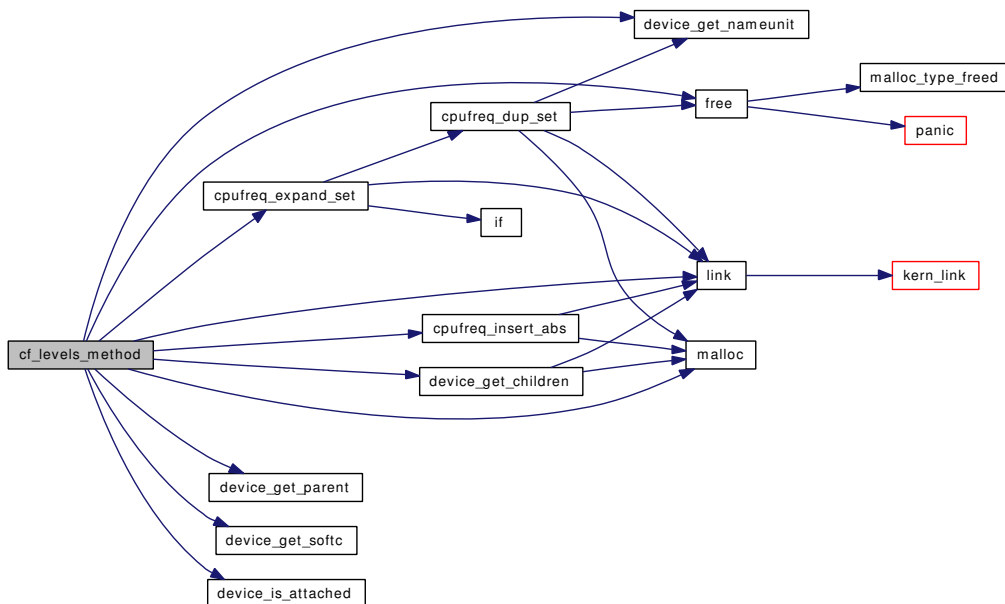 device_get_nameunit
malloc_type_freed
free
cpufreq_dup_set
panic
cpufreq_expand_set
if
link
kern_link
cpufreq_insert_abs
cf_levels_method
malloc
device_get_children
device_get_parent
device_get_softc
device_is_attached